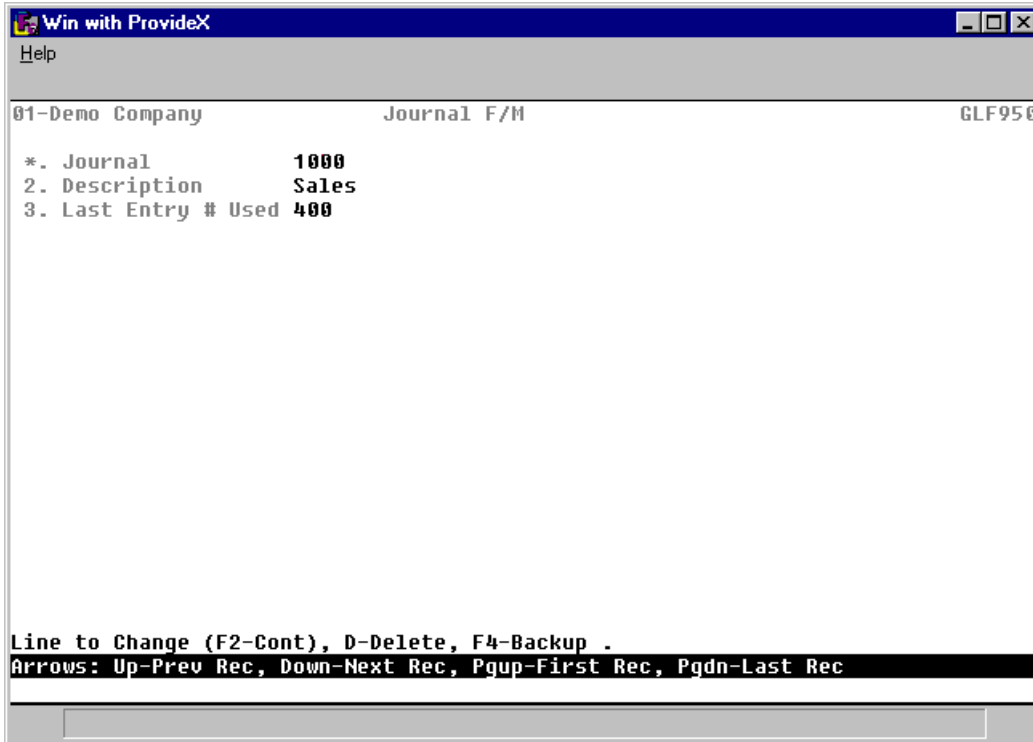 Win with ProvideX
Help
01-Demo Company Journal F/M GLF950
*. Journal 1000
2. Description Sales
3. Last Entry # Used 400
Line to Change (F2-Cont), D-Delete, F4-Backup .
Arrows: Up-Prev Rec, Down-Next Rec, Pgup-First Rec, Pgdn-Last Rec